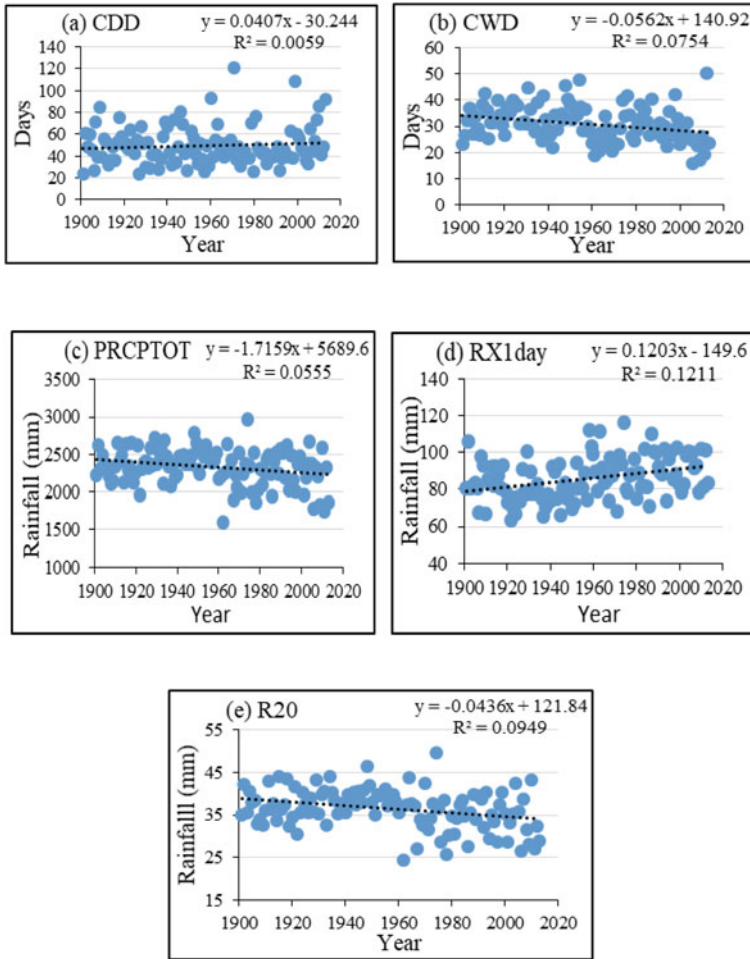 (a) CDD y = 0.0407x - 30.244
R² = 0.0059
Days
140
120
100
80
60
40
20
0
1900 1920 1940 1960 1980 2000 2020
Year
(b) CWD y = -0.0562x + 140.92
R² = 0.0754
Days
60
50
40
30
20
10
0
1900 1920 1940 1960 1980 2000 2020
Year
(c) PRCPTOT y = -1.7159x + 5689.6
R² = 0.0555
Rainfall (mm)
3500
3000
2500
2000
1500
1000
1900 1920 1940 1960 1980 2000 2020
Year
(d) RX1day y = 0.1203x - 149.6
R² = 0.1211
Rainfall (mm)
140
120
100
80
60
40
1900 1920 1940 1960 1980 2000 2020
Year
(e) R20 y = -0.0436x + 121.84
R² = 0.0949
Rainfalll (mm)
55
45
35
25
15
1900 1920 1940 1960 1980 2000 2020
Year